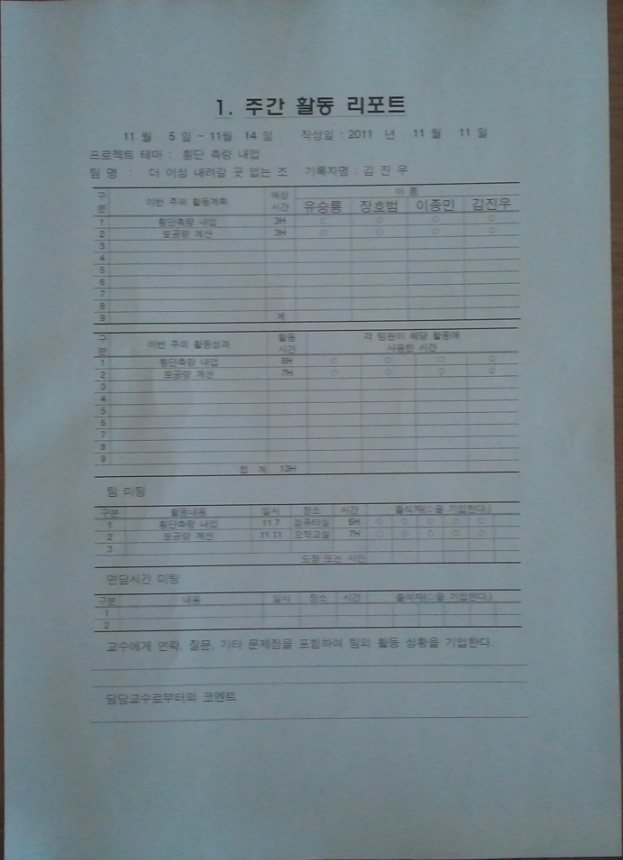 1. 주간 활동 리포트
11 월 5 일 ~ 11월 14 일 작성일 : 2011 년 11 월 11 일
프로젝트 테마 : 횡단 측량 내업
팀 명 : 더 이상 내려갈 곳 없는 조 기록자명 : 김 진 우
구분 이번 주의 활동계획 예상시간 이 름
유승룡 장호범 이종민 김진우
1 횡단측량 내업 3H ○ ○ ○ ○
2 토공량 계산 3H ○ ○ ○ ○
3
4
5
6
7
8
9 계
구분 이번 주의 활동성과 활동시간 각 팀원이 해당 활동에 사용한 시간
1 횡단측량 내업 6H ○ ○ ○ ○
2 토공량 계산 7H ○ ○ ○ ○
3
4
5
6
7
8
9
합 계 13H
팀 미팅
구분 활동내용 일시 장소 시간 출석자(○을 기입한다.)
1 횡단측량 내업 11.7 컴퓨터실 6H ○ ○ ○ ○ ○
2 토공량 계산 11.11 창작교실 7H ○ ○ ○ ○ ○
3
도장 또는 사인
면담시간 미팅
구분 내용 일시 장소 시간 출석자(○을 기입한다.)
1
2
교수에게 연락, 질문, 기타 문제점을 포함하여 팀의 활동 상황을 기입한다.
담당교수로부터의 코멘트